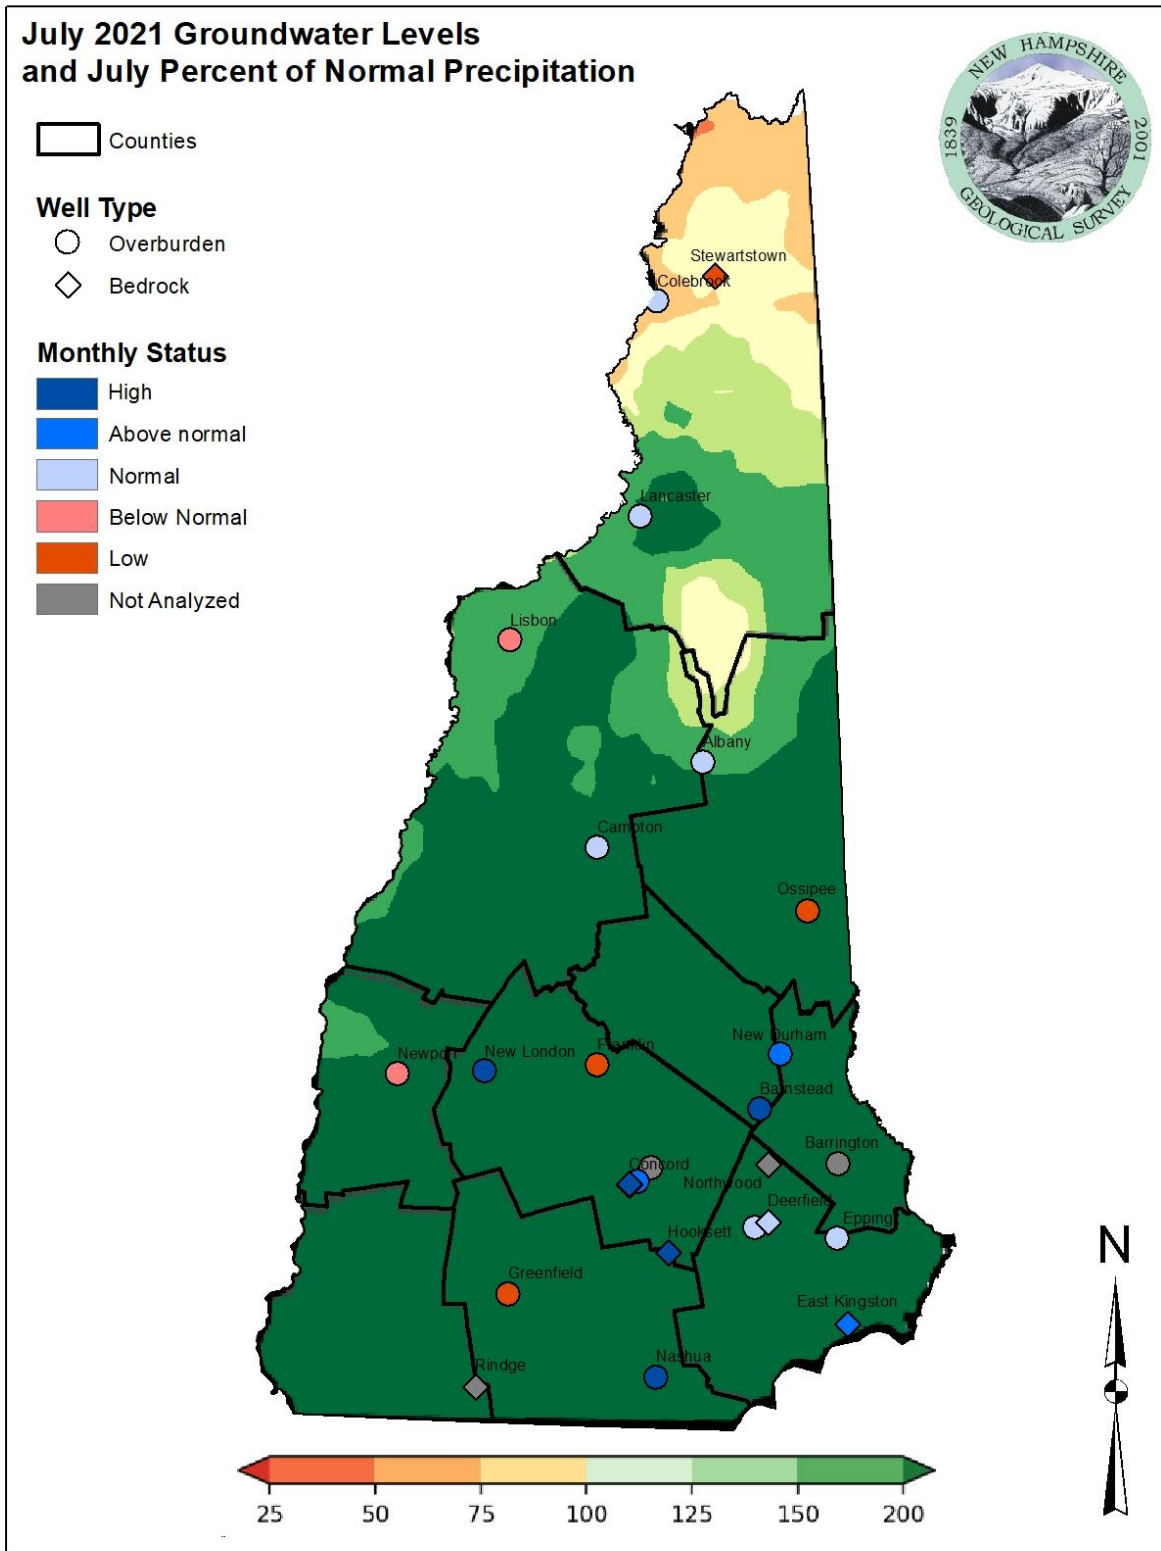 July 2021 Groundwater Levels
and July Percent of Normal Precipitation
NEW HAMPSHIRE
1839
2001
GEOLOGICAL SURVEY
Counties
Well Type
Overburden
Bedrock
Monthly Status
High
Above normal
Normal
Below Normal
Low
Not Analyzed
Stewartstown
Colebrook
Lancaster
Lisbon
Albany
Campton
Ossipee
New Durham
Franklin
New London
Newport
Barnstead
Barrington
Concord
Northwood
Deerfield
Epping
Hooksett
Greenfield
East Kingston
Nashua
Rindge
N
25 50 75 100 125 150 200